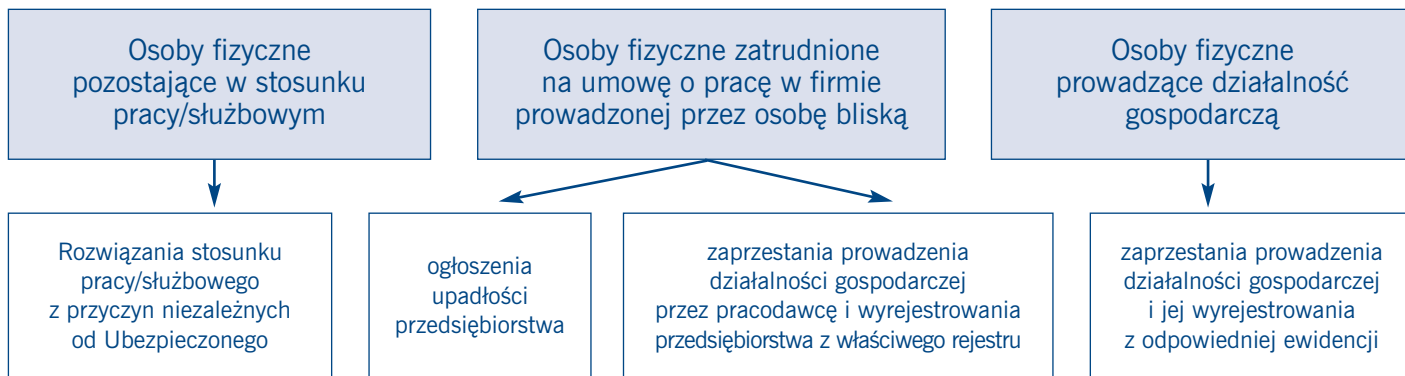 Osoby fizyczne
pozostające w stosunku
pracy/służbowym
Osoby fizyczne zatrudnione
na umowę o pracę w firmie
prowadzonej przez osobę bliską
Osoby fizyczne
prowadzące działalność
gospodarczą
Rozwiązania stosunku
pracy/służbowego
z przyczyn niezależnych
od Ubezpieczonego
ogłoszenia
upadłości
przedsiębiorstwa
zaprzestania prowadzenia
działalności gospodarczej
przez pracodawcę i wyrejestrowania
przedsiębiorstwa z właściwego rejestru
zaprzestania prowadzenia
działalności gospodarczej
i jej wyrejestrowania
z odpowiedniej ewidencji